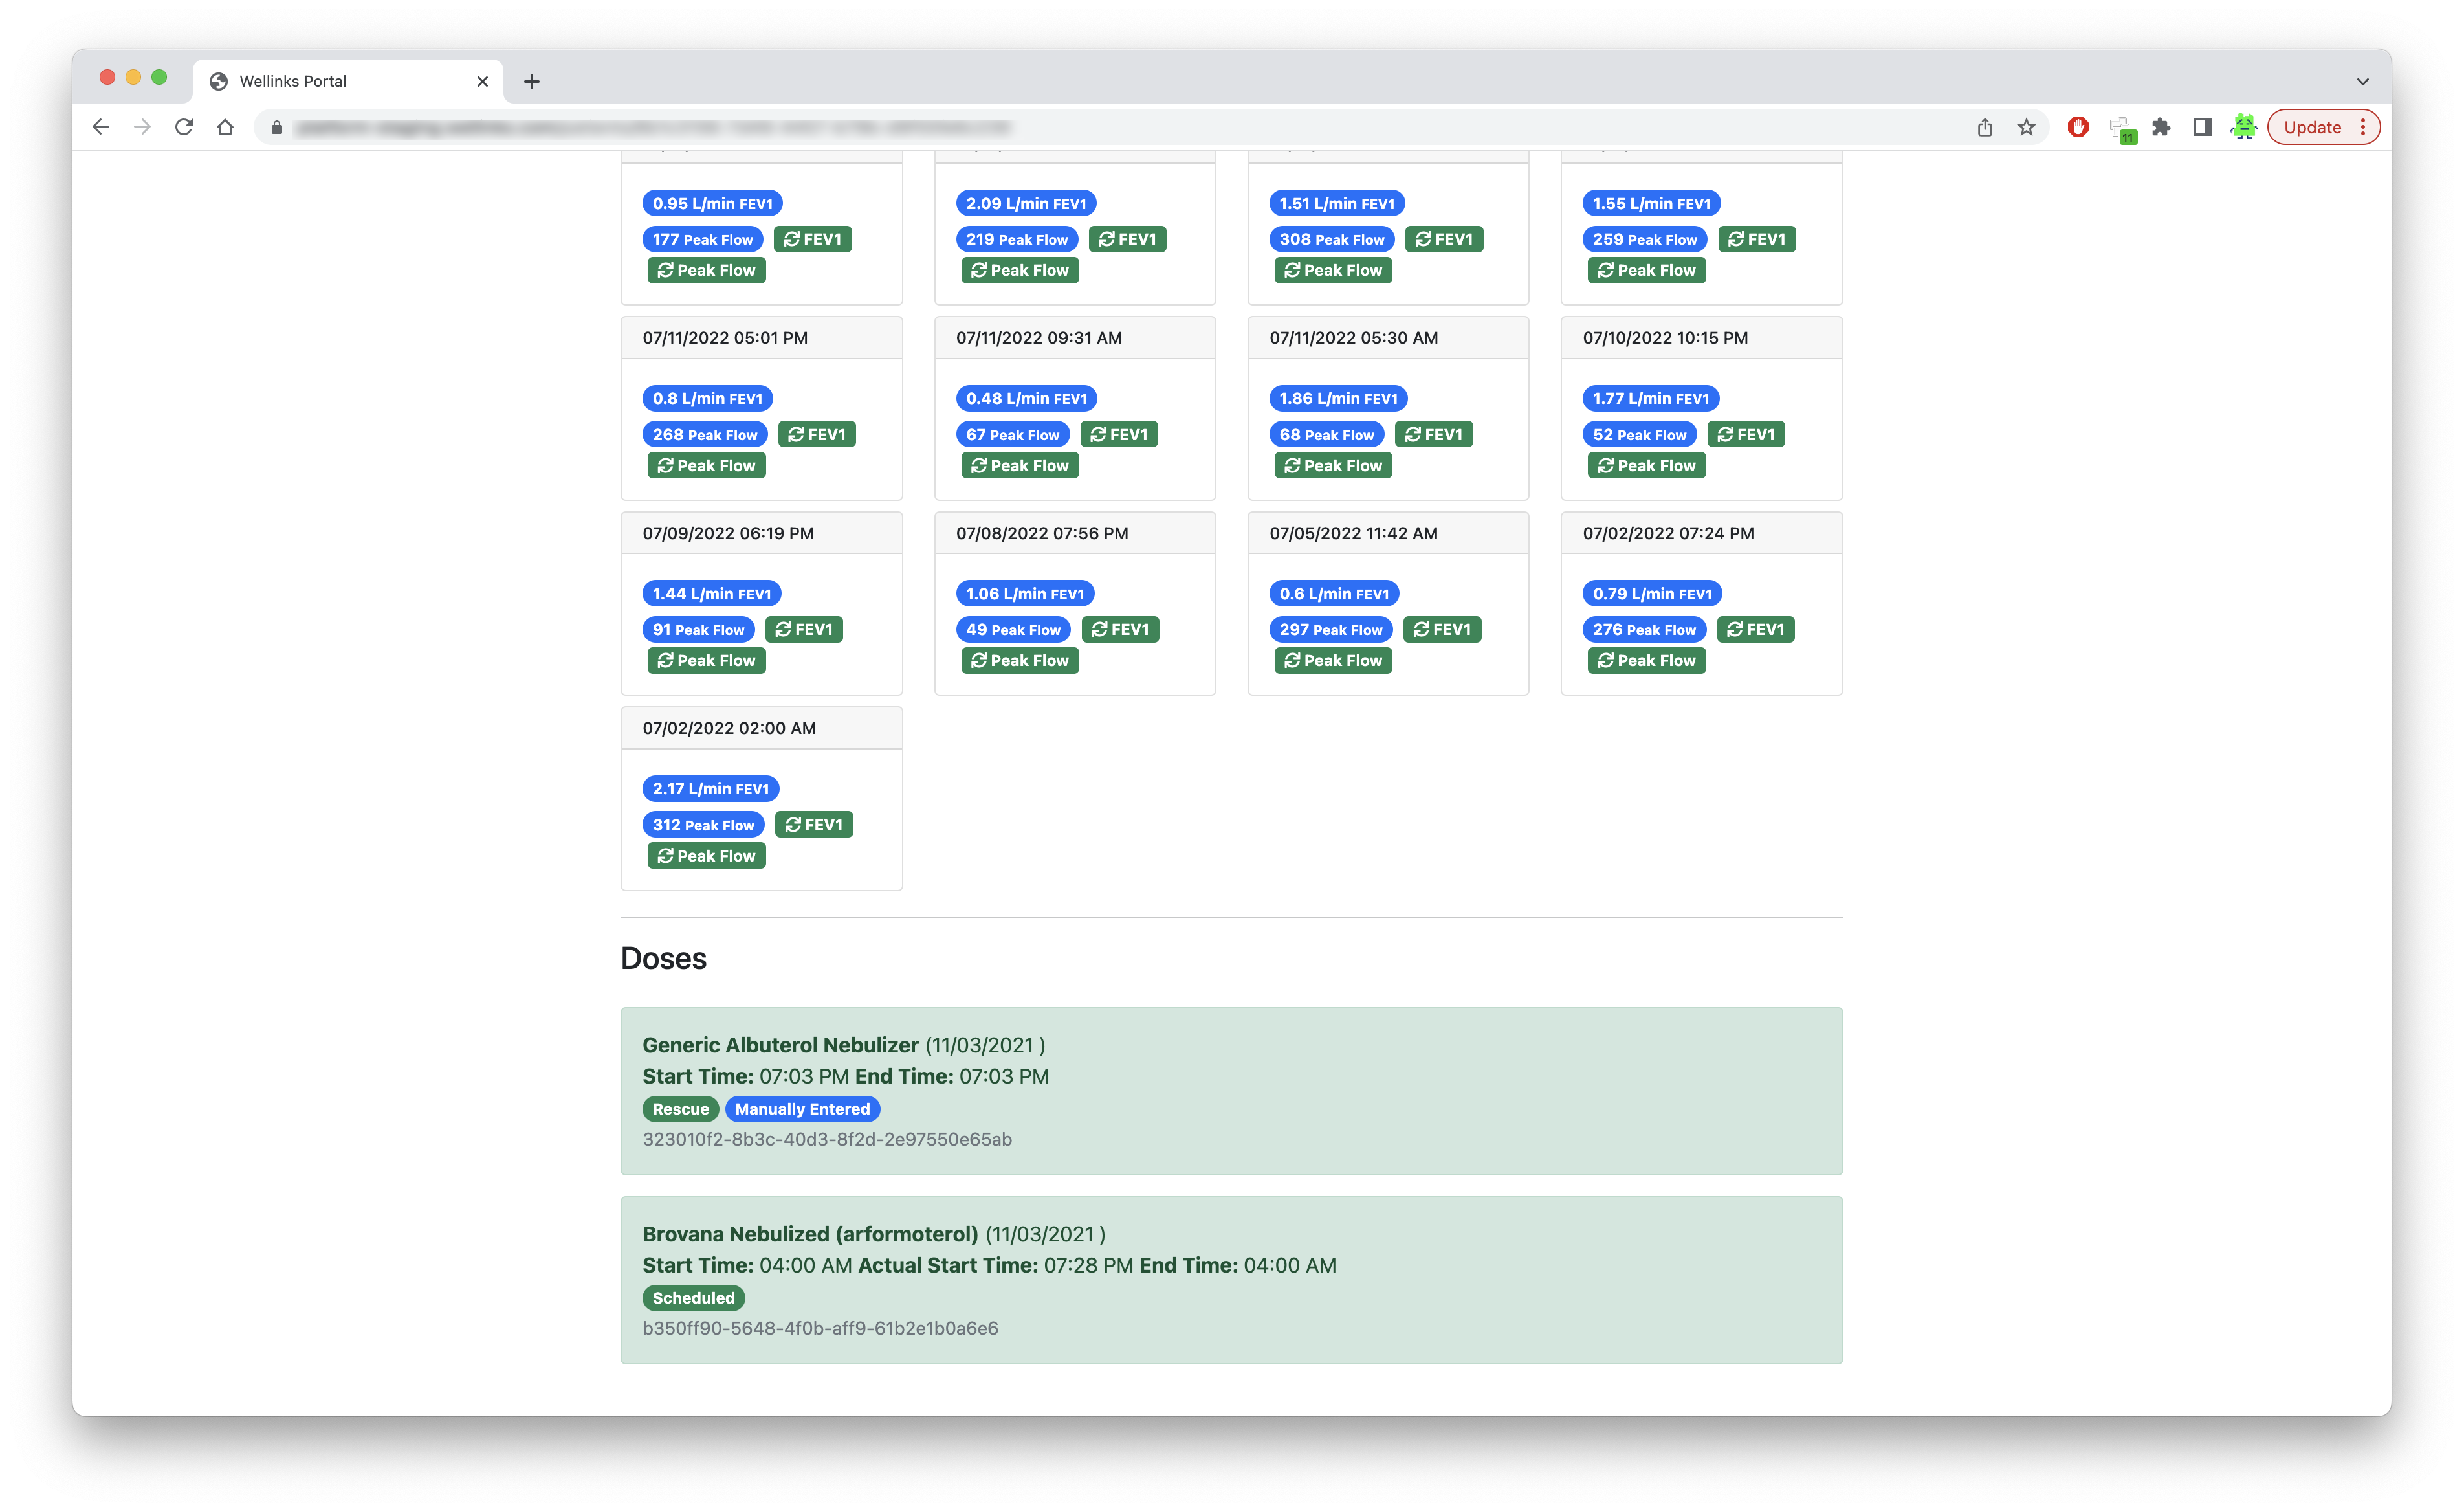 Wellinks Portal
11
Update
0.95 L/min FEV1
177 Peak Flow FEV1
Peak Flow
2.09 L/min FEV1
219 Peak Flow FEV1
Peak Flow
1.51 L/min FEV1
308 Peak Flow FEV1
Peak Flow
1.55 L/min FEV1
259 Peak Flow FEV1
Peak Flow
07/11/2022 05:01 PM
0.8 L/min FEV1
268 Peak Flow FEV1
Peak Flow
07/11/2022 09:31 AM
0.48 L/min FEV1
67 Peak Flow FEV1
Peak Flow
07/11/2022 05:30 AM
1.86 L/min FEV1
68 Peak Flow FEV1
Peak Flow
07/10/2022 10:15 PM
1.77 L/min FEV1
52 Peak Flow FEV1
Peak Flow
07/09/2022 06:19 PM
1.44 L/min FEV1
91 Peak Flow FEV1
Peak Flow
07/08/2022 07:56 PM
1.06 L/min FEV1
49 Peak Flow FEV1
Peak Flow
07/05/2022 11:42 AM
0.6 L/min FEV1
297 Peak Flow FEV1
Peak Flow
07/02/2022 07:24 PM
0.79 L/min FEV1
276 Peak Flow FEV1
Peak Flow
07/02/2022 02:00 AM
2.17 L/min FEV1
312 Peak Flow FEV1
Peak Flow
Doses
Generic Albuterol Nebulizer (11/03/2021 )
Start Time: 07:03 PM End Time: 07:03 PM
Rescue Manually Entered
323010f2-8b3c-40d3-8f2d-2e97550e65ab
Brovana Nebulized (arformoterol) (11/03/2021 )
Start Time: 04:00 AM Actual Start Time: 07:28 PM End Time: 04:00 AM
Scheduled
b350ff90-5648-4f0b-aff9-61b2e1b0a6e6